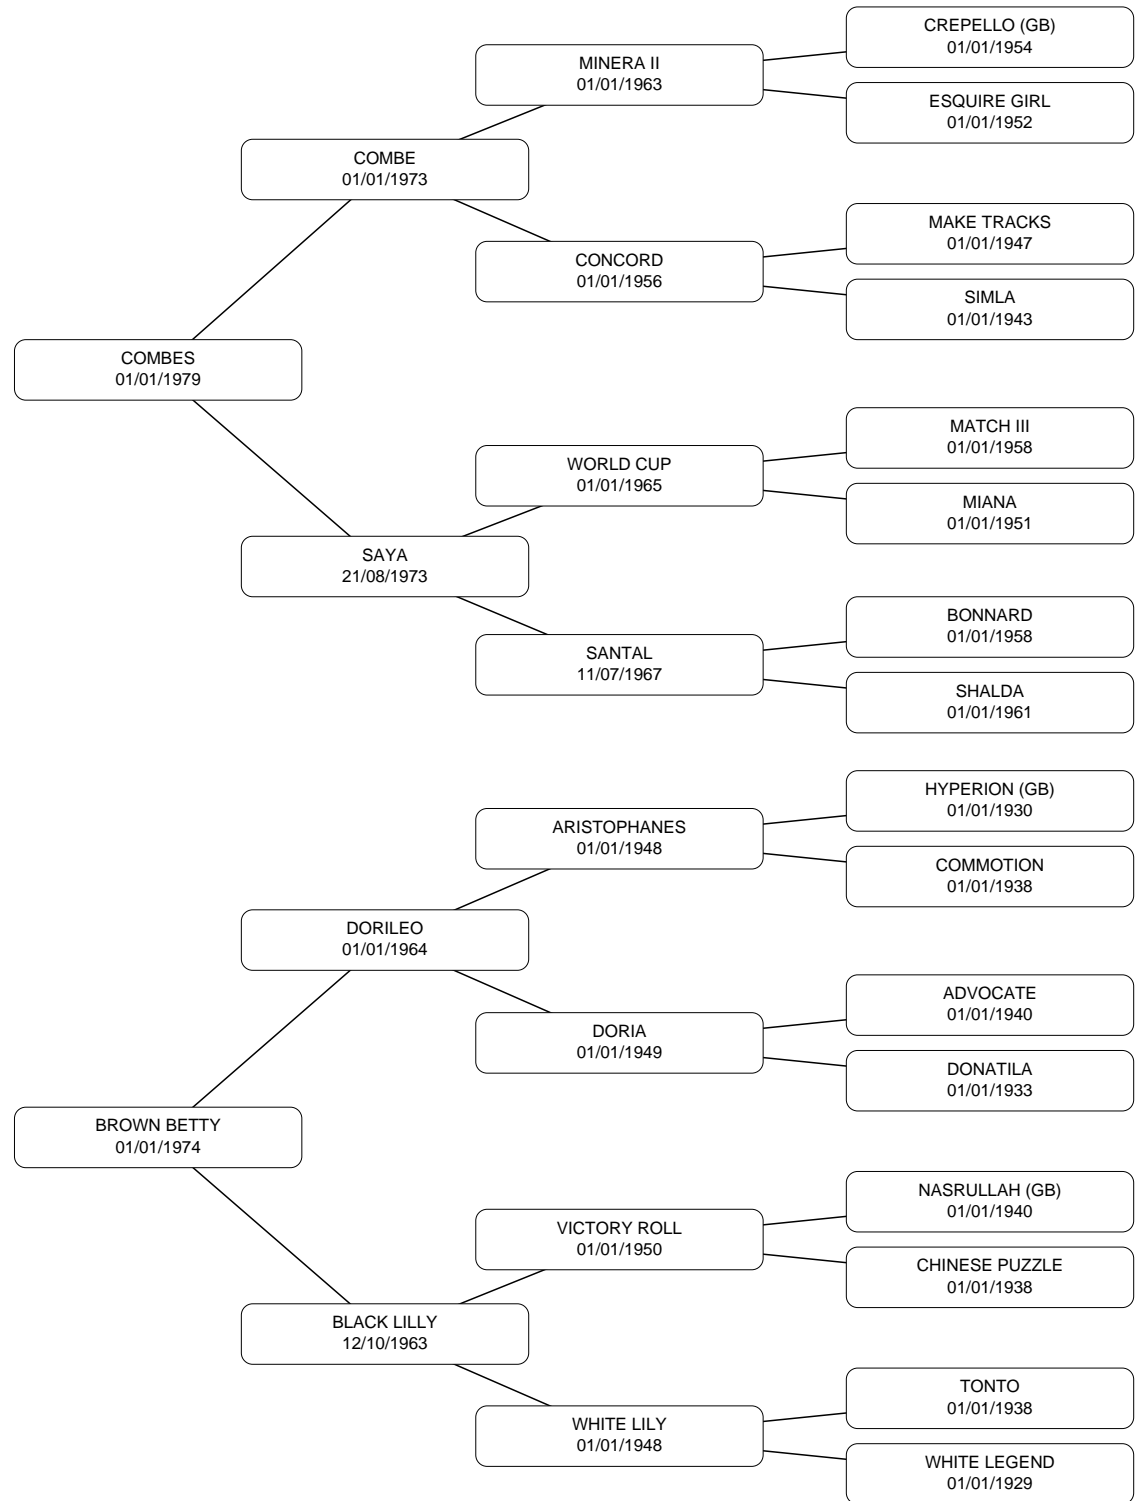 CREPELLO (GB)
01/01/1954
MINERA II
01/01/1963
ESQUIRE GIRL
01/01/1952
COMBE
01/01/1973
MAKE TRACKS
01/01/1947
CONCORD
01/01/1956
SIMLA
01/01/1943
COMBES
01/01/1979
MATCH III
01/01/1958
WORLD CUP
01/01/1965
MIANA
01/01/1951
SAYA
21/08/1973
BONNARD
01/01/1958
SANTAL
11/07/1967
SHALDA
01/01/1961
HYPERION (GB)
01/01/1930
ARISTOPHANES
01/01/1948
COMMOTION
01/01/1938
DORILEO
01/01/1964
ADVOCATE
01/01/1940
DORIA
01/01/1949
DONATILA
01/01/1933
BROWN BETTY
01/01/1974
NASRULLAH (GB)
01/01/1940
VICTORY ROLL
01/01/1950
CHINESE PUZZLE
01/01/1938
BLACK LILLY
12/10/1963
TONTO
01/01/1938
WHITE LILY
01/01/1948
WHITE LEGEND
01/01/1929